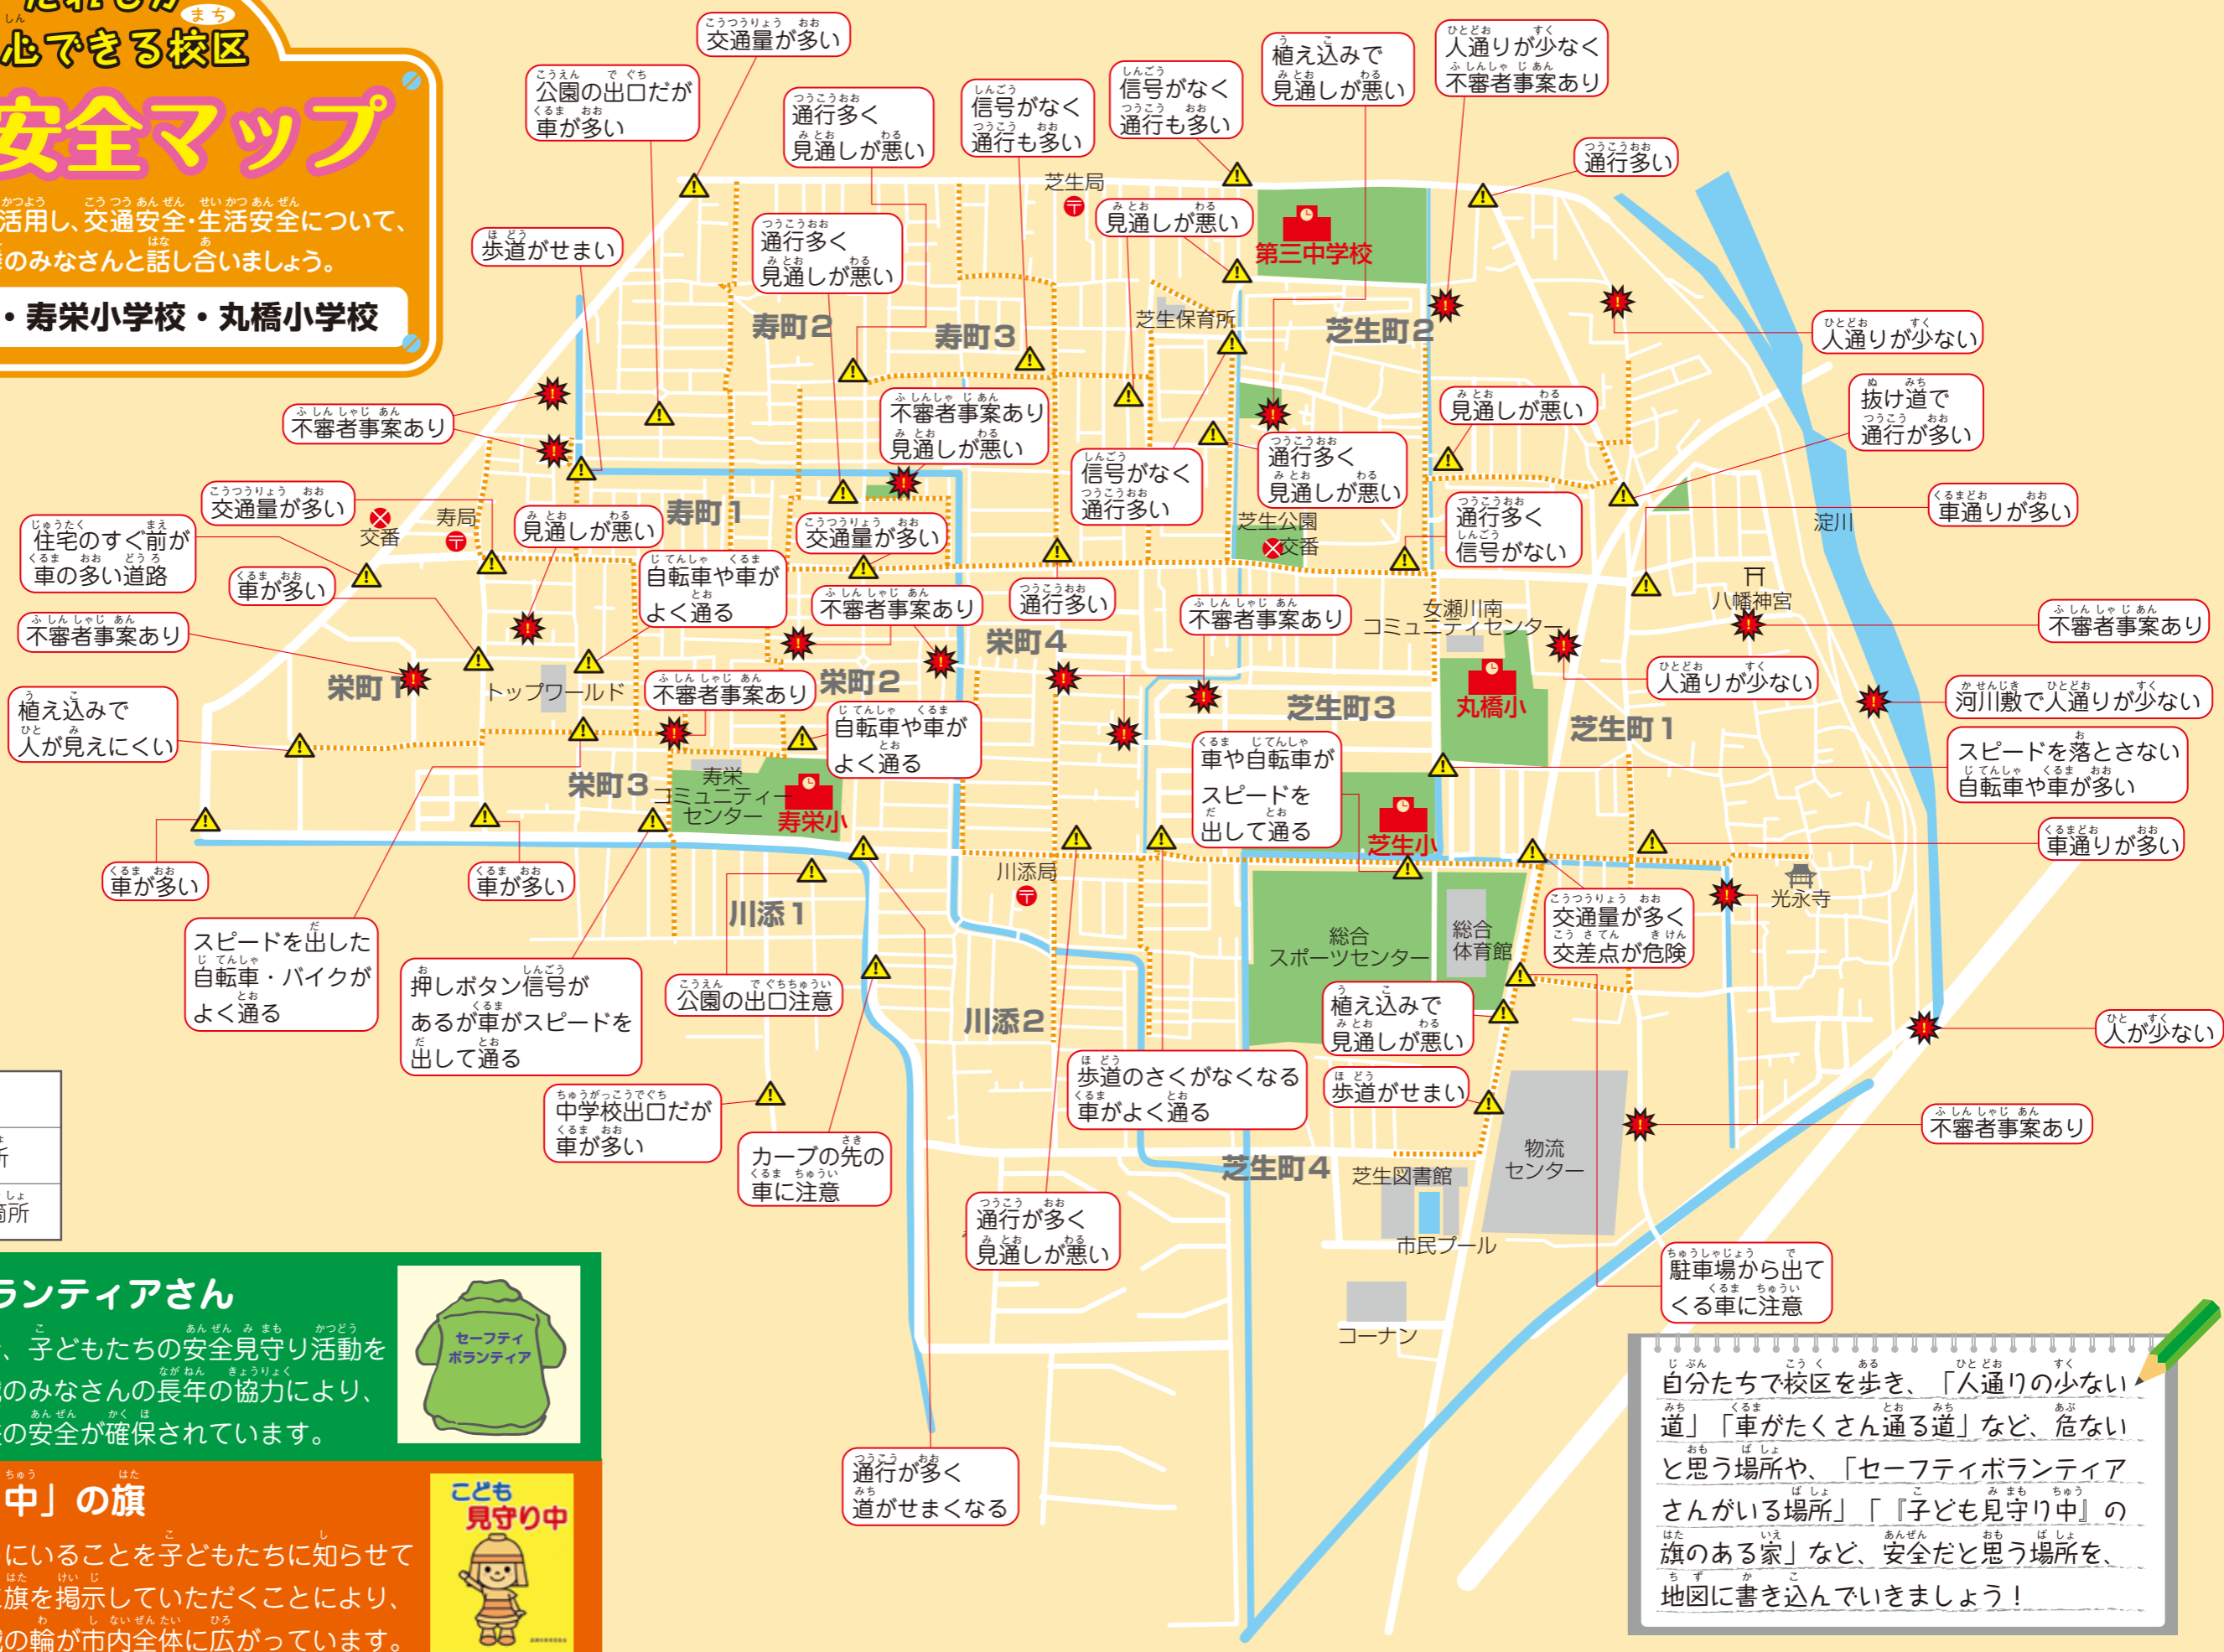 心できる校区
まち
安全マップ
活用し、交通安全・生活安全について、
のみなさんと話し合いましょう。
・寿栄小学校・丸橋小学校
交通量が多い
公園の出口だが
車が多い
通行多く
見通しが悪い
信号がなく
通行も多い
信号がなく
通行も多い
植え込みで
見通しが悪い
人通りが少なく
不審者事案あり
通行多い
歩道がせまい
通行多く
見通しが悪い
芝生局
見通しが悪い
第三中学校
芝生保育所
寿町2
寿町3
芝生町2
人通りが少ない
不審者事案あり
不審者事案あり
見通しが悪い
見通しが悪い
抜け道で
通行が多い
信号がなく
通行多い
通行多く
見通しが悪い
交通量が多い
交番
寿局
見通しが悪い
寿町1
交通量が多い
芝生公園
交番
通行多く
信号がない
車通りが多い
淀川
住宅のすぐ前が
車の多い道路
車が多い
自転車や車が
よく通る
不審者事案あり
通行多い
不審者事案あり
女瀬川南
コミュニティセンター
八幡神宮
不審者事案あり
不審者事案あり
栄町1
トップワールド
不審者事案あり
栄町2
栄町4
人通りが少ない
芝生町3
丸橋小
芝生町1
河川敷で人通りが少ない
植え込みで
人が見えにくい
自転車や車が
よく通る
車や自転車が
スピードを
出して通る
スピードを落とさない
自転車や車が多い
栄町3
寿栄
コミュニティー
センター
寿栄小
芝生小
車通りが多い
車が多い
車が多い
川添局
川添1
交通量が多く
交差点が危険
光永寺
スピードを出した
自転車・バイクが
よく通る
押しボタン信号が
あるが車がスピードを
出して通る
公園の出口注意
総合
スポーツセンター
総合
体育館
川添2
植え込みで
見通しが悪い
人が少ない
歩道のさくがなくなる
車がよく通る
歩道がせまい
中学校出口だが
車が多い
カーブの先の
車に注意
不審者事案あり
芝生町4
芝生図書館
物流
センター
通行が多く
見通しが悪い
市民プール
駐車場から出て
くる車に注意
コーナン
通行が多く
道がせまくなる
所
箇所
ランティアさん
、子どもたちの安全見守り活動を
のみなさんの長年の協力により、
の安全が確保されています。
セーフティ
ボランティア
中」の旗
にいることを子どもたちに知らせて
旗を掲示していただくことにより、
の輪が市内全体に広がっています。
こども
見守り中
自分たちで校区を歩き、「人通りの少ない
道」「車がたくさん通る道」など、危ない
と思う場所や、「セーフティボランティア
さんがいる場所」「『子ども見守り中』の
旗のある家」など、安全だと思う場所を、
地図に書き込んでいきましょう！